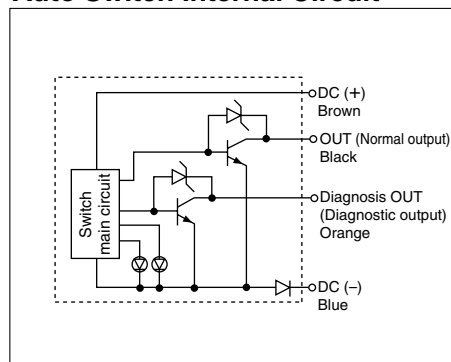 Auto Switch Internal Circuit
DC (+)
Brown
OUT (Normal output)
Black
Diagnosis OUT
(Diagnostic output)
Orange
Switch
main circuit
DC (–)
Blue